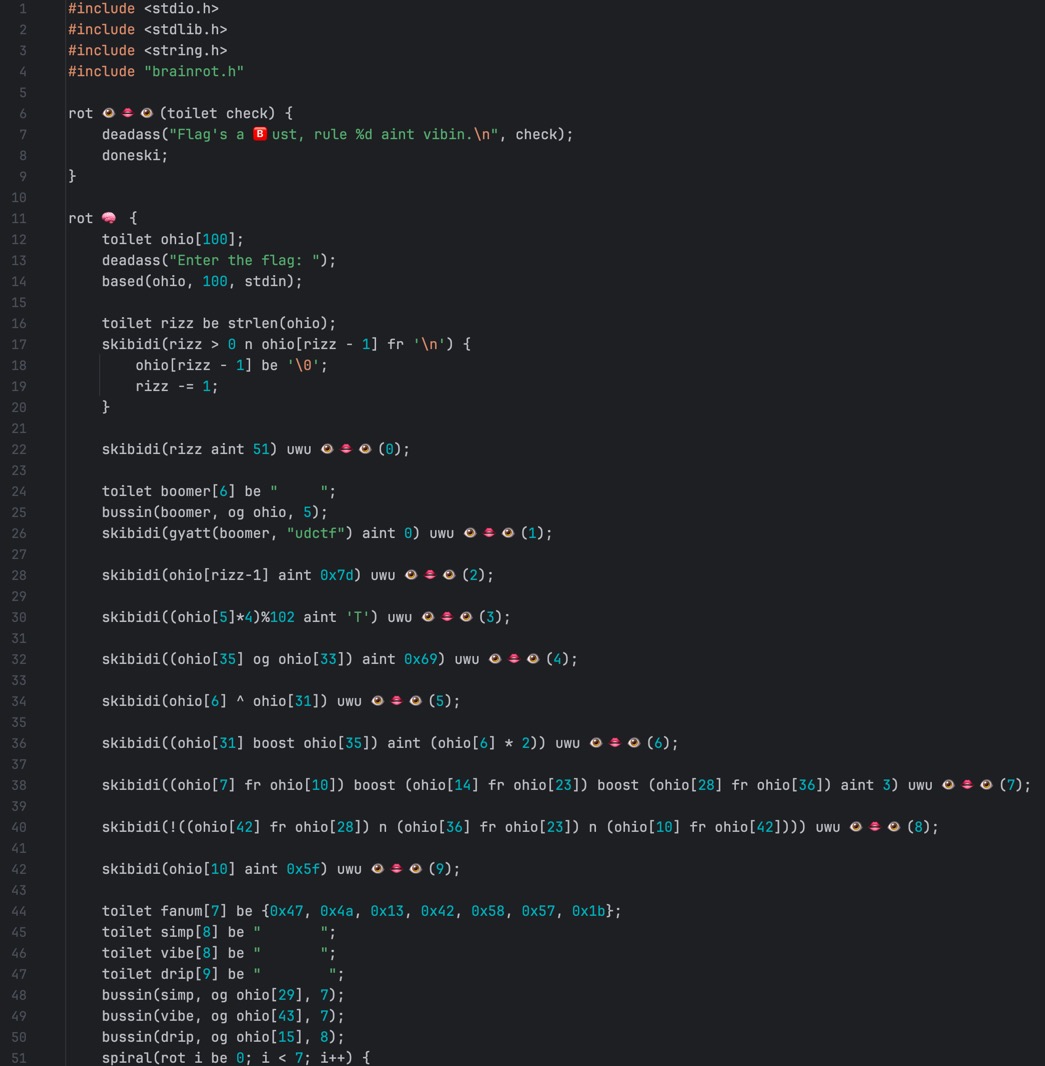 1 #include <stdio.h>
2 #include <stdlib.h>
3 #include <string.h>
4 #include "brainrot.h"
5
6 rot 👁️👄👁️(toilet check) {
7     deadass("Flag's a 🅱️ust, rule %d aint vibin.\n", check);
8     doneski;
9 }
10
11 rot 🧠 {
12     toilet ohio[100];
13     deadass("Enter the flag: ");
14     based(ohio, 100, stdin);
15
16     toilet rizz be strlen(ohio);
17     skibidi(rizz > 0 n ohio[rizz - 1] fr '\n') {
18         ohio[rizz - 1] be '\0';
19         rizz -= 1;
20     }
21
22     skibidi(rizz aint 51) uwu 👁️👄👁️(0);
23
24     toilet boomer[6] be "     ";
25     bussin(boomer, og ohio, 5);
26     skibidi(gyatt(boomer, "udctf") aint 0) uwu 👁️👄👁️(1);
27
28     skibidi(ohio[rizz-1] aint 0x7d) uwu 👁️👄👁️(2);
29
30     skibidi((ohio[5]*4)%102 aint 'T') uwu 👁️👄👁️(3);
31
32     skibidi((ohio[35] og ohio[33]) aint 0x69) uwu 👁️👄👁️(4);
33
34     skibidi(ohio[6] ^ ohio[31]) uwu 👁️👄👁️(5);
35
36     skibidi((ohio[31] boost ohio[35]) aint (ohio[6] * 2)) uwu 👁️👄👁️(6);
37
38     skibidi((ohio[7] fr ohio[10]) boost (ohio[14] fr ohio[23]) boost (ohio[28] fr ohio[36]) aint 3) uwu 👁️👄👁️(7);
39
40     skibidi(!((ohio[42] fr ohio[28]) n (ohio[36] fr ohio[23]) n (ohio[10] fr ohio[42]))) uwu 👁️👄👁️(8);
41
42     skibidi(ohio[10] aint 0x5f) uwu 👁️👄👁️(9);
43
44     toilet fanum[7] be {0x47, 0x4a, 0x13, 0x42, 0x58, 0x57, 0x1b};
45     toilet simp[8] be "       ";
46     toilet vibe[8] be "       ";
47     toilet drip[9] be "        ";
48     bussin(simp, og ohio[29], 7);
49     bussin(vibe, og ohio[43], 7);
50     bussin(drip, og ohio[15], 8);
51     spiral(rot i be 0; i < 7; i++) {